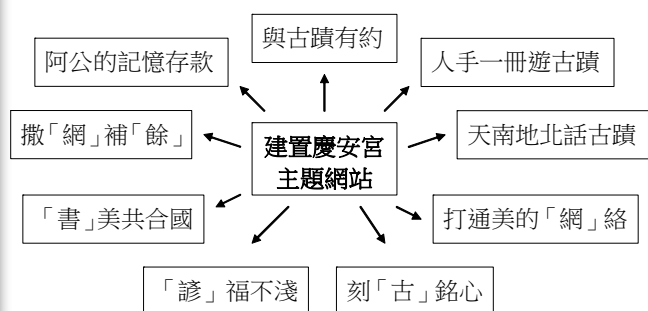 與古蹟有約
阿公的記憶存款
人手一冊遊古蹟
撒「網」補「餘」
建置慶安宮
主題網站
天南地北話古蹟
「書」美共合國
打通美的「網」絡
「諺」福不淺
刻「古」銘心